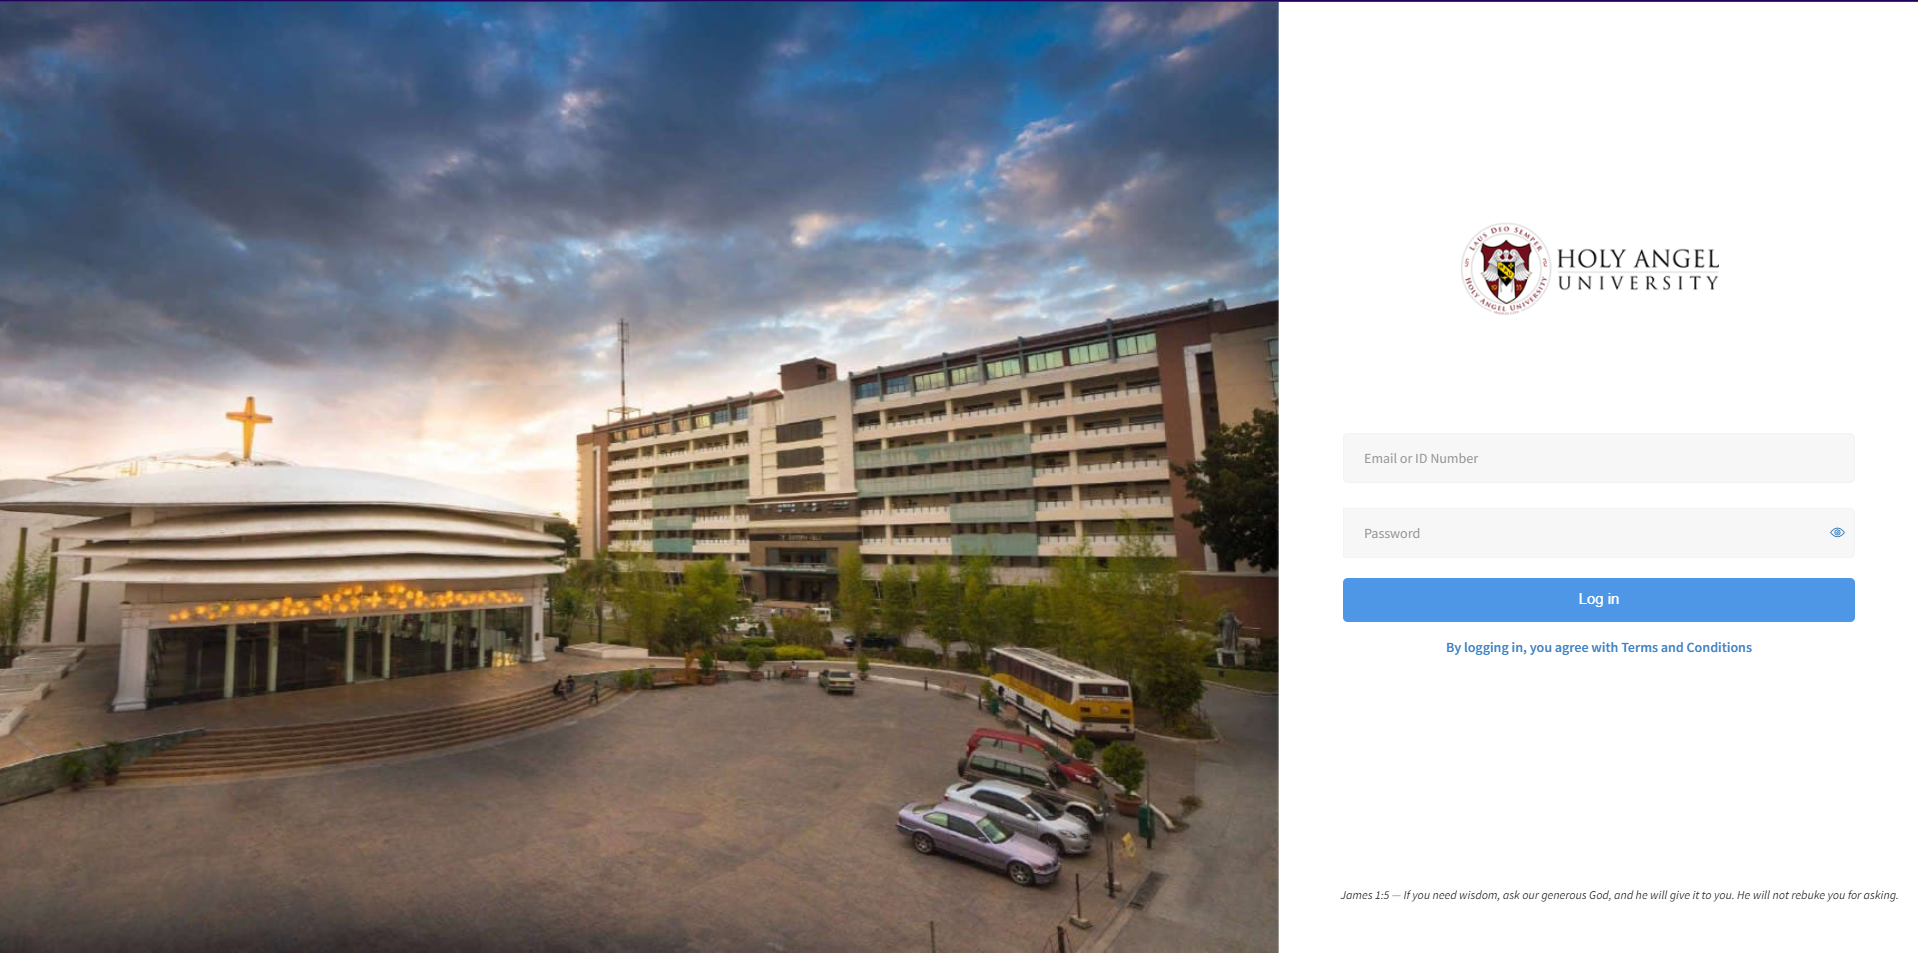 LAUS DEO SEMPER
HOLY ANGEL UNIVERSITY
HOLY ANGEL
UNIVERSITY
Email or ID Number
Password
Log in
By logging in, you agree with Terms and Conditions
James 1:5 — If you need wisdom, ask our generous God, and he will give it to you. He will not rebuke you for asking.